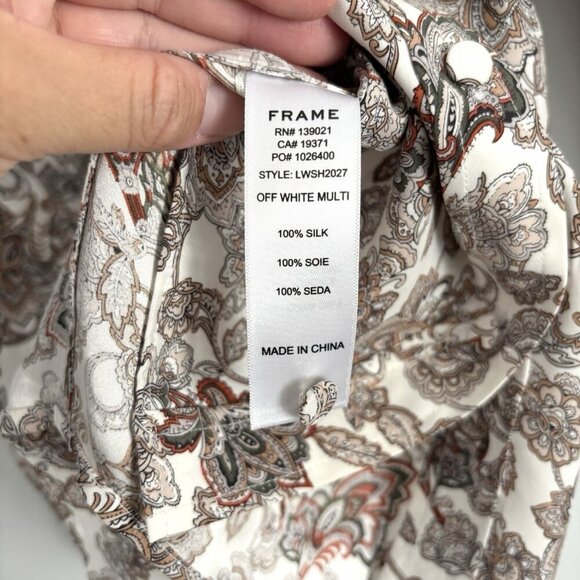 FRAME
RN# 139021
CA# 19371
PO# 1026400
STYLE: LWSH2027
OFF WHITE MULTI
100% SILK
100% SOIE
100% SEDA
MADE IN CHINA